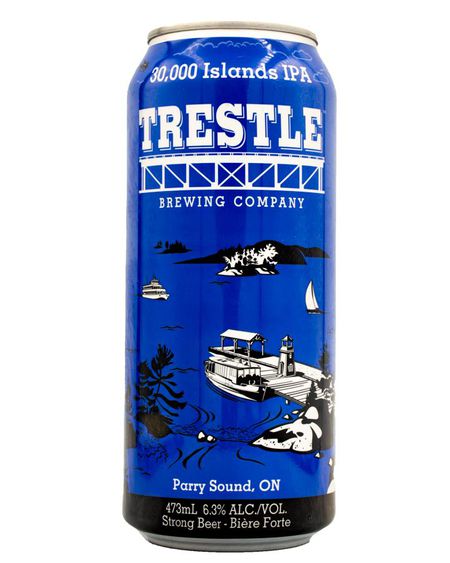 30,000 Islands IPA
TRESTLE
BREWING COMPANY
Parry Sound, ON
473mL 6.3% ALC./VOL.
Strong Beer - Bière Forte